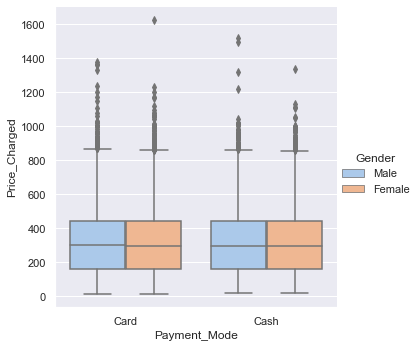 1600
1400
1200
1000
800
600
400
200
0
Price_Charged
Card
Cash
Payment_Mode
Gender
Male
Female